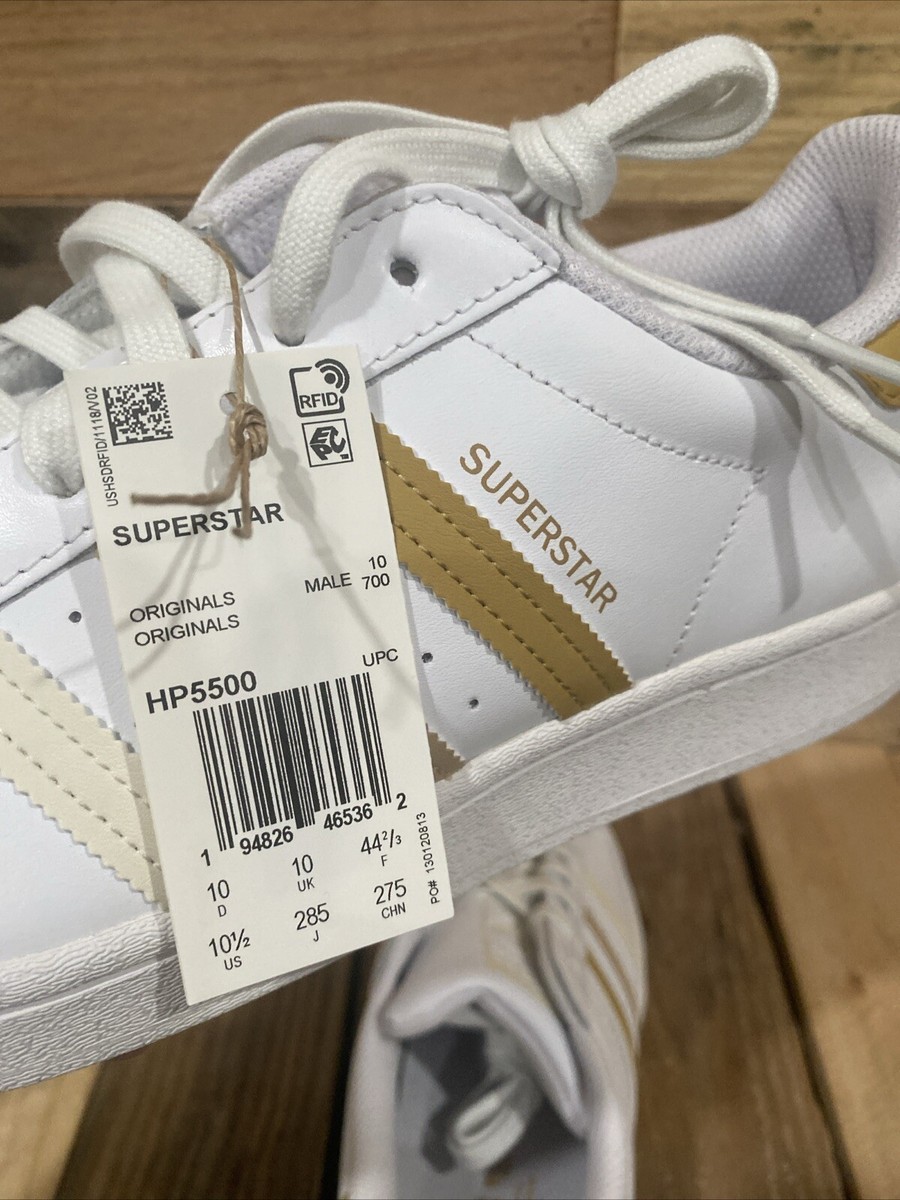 USHSDRFID/1118/V02
RFID
EPC
SUPERSTAR
MALE 10
700
ORIGINALS
ORIGINALS
UPC
HP5500
1 94826 46536 2
10 10 44²/₃
D UK F
10½ 285 275
US J CHN
PO# 130120813
SUPERSTAR